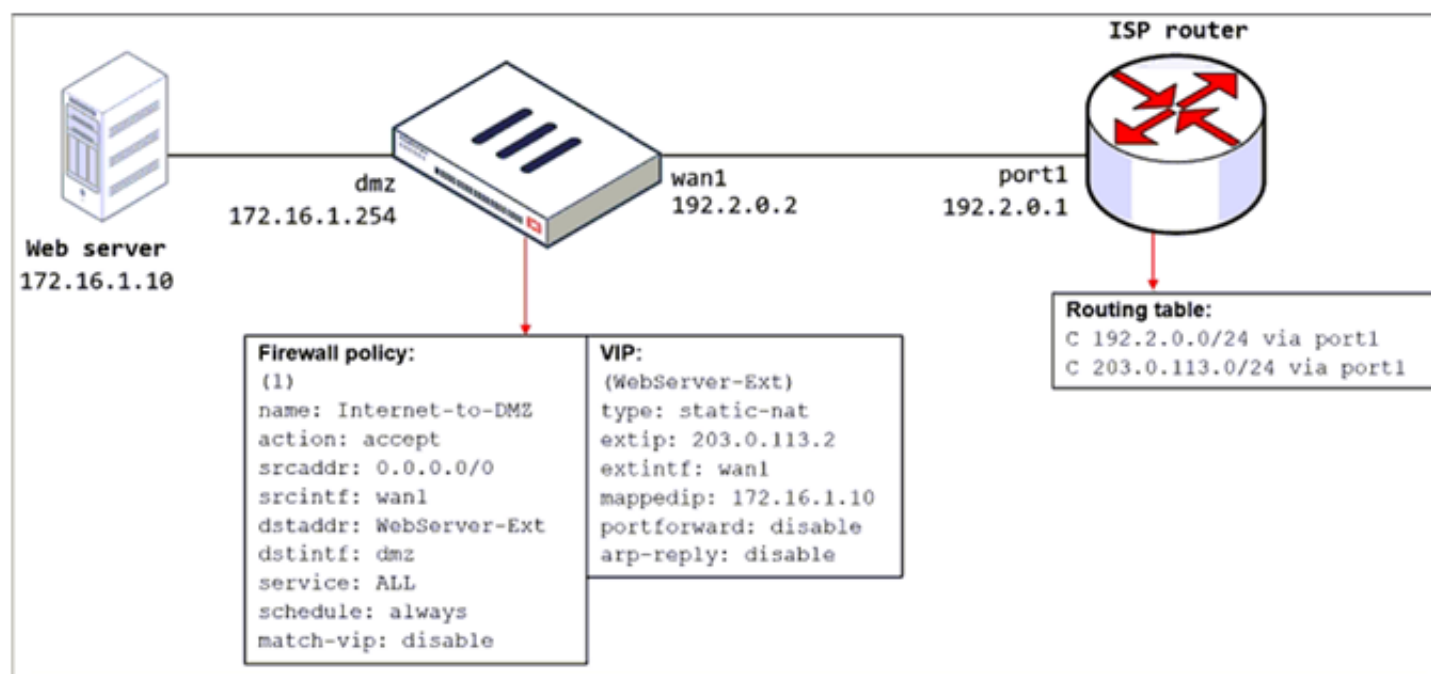 ISP router
dmz
172.16.1.254
wan1
192.2.0.2
port1
192.2.0.1
Web server
172.16.1.10
Routing table:
C 192.2.0.0/24 via port1
C 203.0.113.0/24 via port1
Firewall policy:
(1)
name: Internet-to-DMZ
action: accept
srcaddr: 0.0.0.0/0
srcintf: wan1
dstaddr: WebServer-Ext
dstintf: dmz
service: ALL
schedule: always
match-vip: disable
VIP:
(WebServer-Ext)
type: static-nat
extip: 203.0.113.2
extintf: wan1
mappedip: 172.16.1.10
portforward: disable
arp-reply: disable